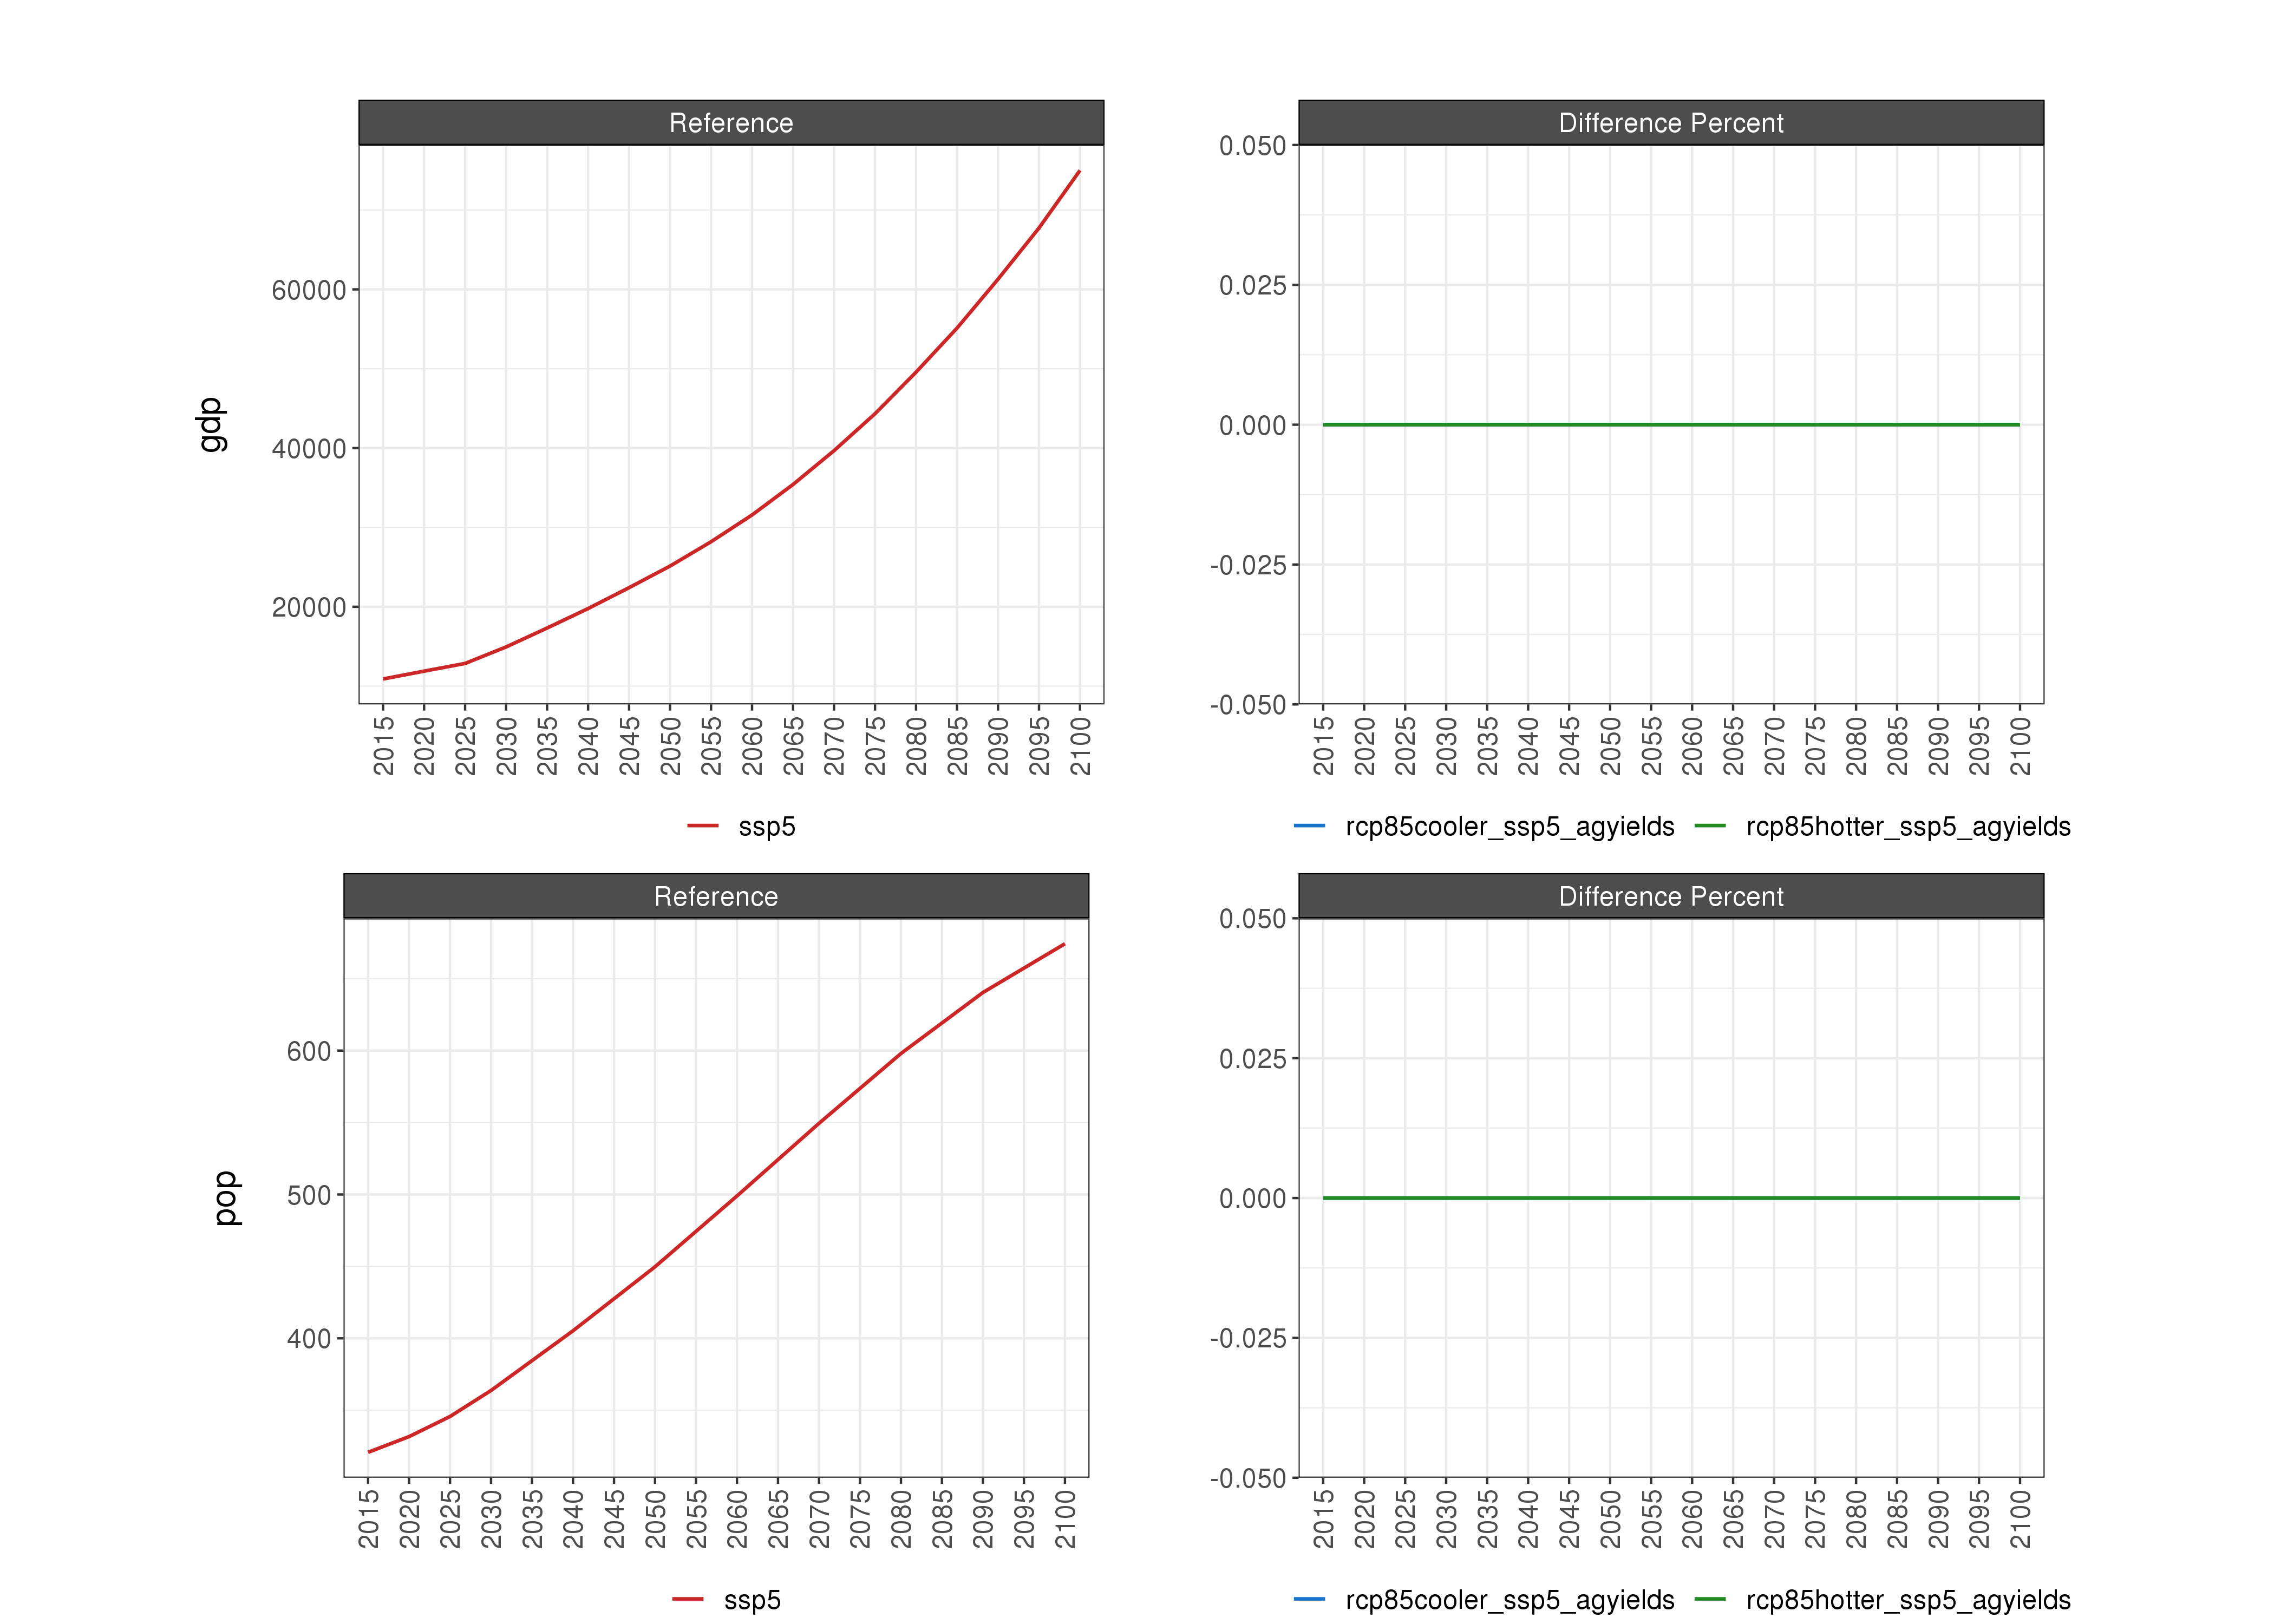 Reference
Difference Percent
gdp
60000
40000
20000
0.050
0.025
0.000
-0.025
-0.050
2015 2020 2025 2030 2035 2040 2045 2050 2055 2060 2065 2070 2075 2080 2085 2090 2095 2100
2015 2020 2025 2030 2035 2040 2045 2050 2055 2060 2065 2070 2075 2080 2085 2090 2095 2100
ssp5
rcp85cooler_ssp5_agyields rcp85hotter_ssp5_agyields
Reference
Difference Percent
pop
600
500
400
0.050
0.025
0.000
-0.025
-0.050
2015 2020 2025 2030 2035 2040 2045 2050 2055 2060 2065 2070 2075 2080 2085 2090 2095 2100
2015 2020 2025 2030 2035 2040 2045 2050 2055 2060 2065 2070 2075 2080 2085 2090 2095 2100
ssp5
rcp85cooler_ssp5_agyields rcp85hotter_ssp5_agyields